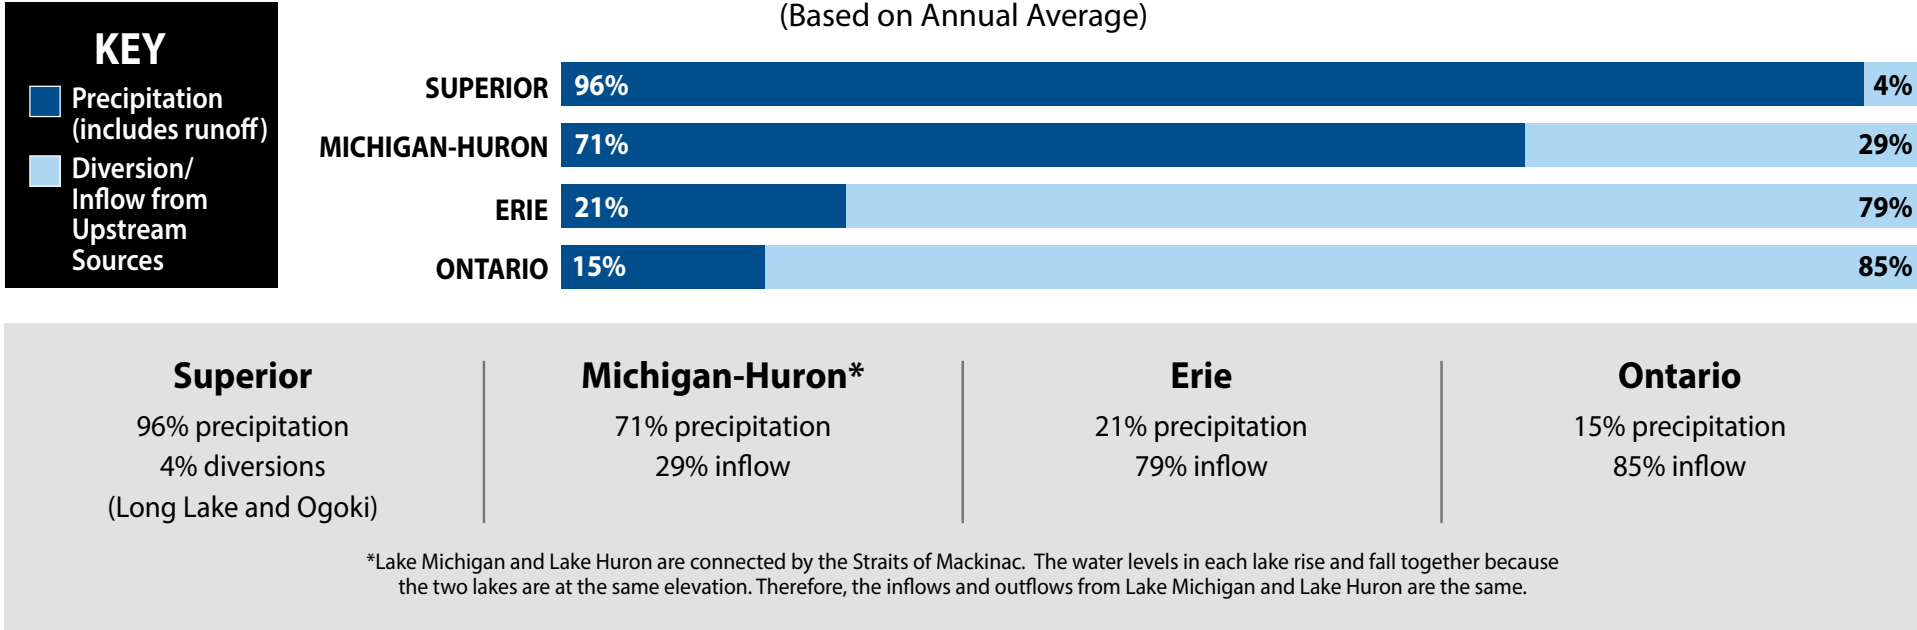 (Based on Annual Average)
KEY
Precipitation
(includes runoff)
Diversion/
Inflow from
Upstream
Sources
SUPERIOR 96% 4%
MICHIGAN-HURON 71% 29%
ERIE 21% 79%
ONTARIO 15% 85%
Superior
96% precipitation
4% diversions
(Long Lake and Ogoki)
Michigan-Huron*
71% precipitation
29% inflow
Erie
21% precipitation
79% inflow
Ontario
15% precipitation
85% inflow
*Lake Michigan and Lake Huron are connected by the Straits of Mackinac. The water levels in each lake rise and fall together because
the two lakes are at the same elevation. Therefore, the inflows and outflows from Lake Michigan and Lake Huron are the same.